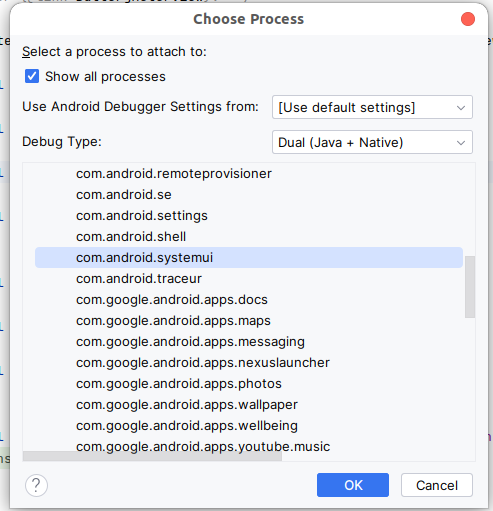 Choose Process
Select a process to attach to:
Show all processes
Use Android Debugger Settings from: [Use default settings]
Debug Type: Dual (Java + Native)
com.android.remoteprovisioner
com.android.se
com.android.settings
com.android.shell
com.android.systemui
com.android.traceur
com.google.android.apps.docs
com.google.android.apps.maps
com.google.android.apps.messaging
com.google.android.apps.nexuslauncher
com.google.android.apps.photos
com.google.android.apps.wallpaper
com.google.android.apps.wellbeing
com.google.android.apps.youtube.music
? OK Cancel